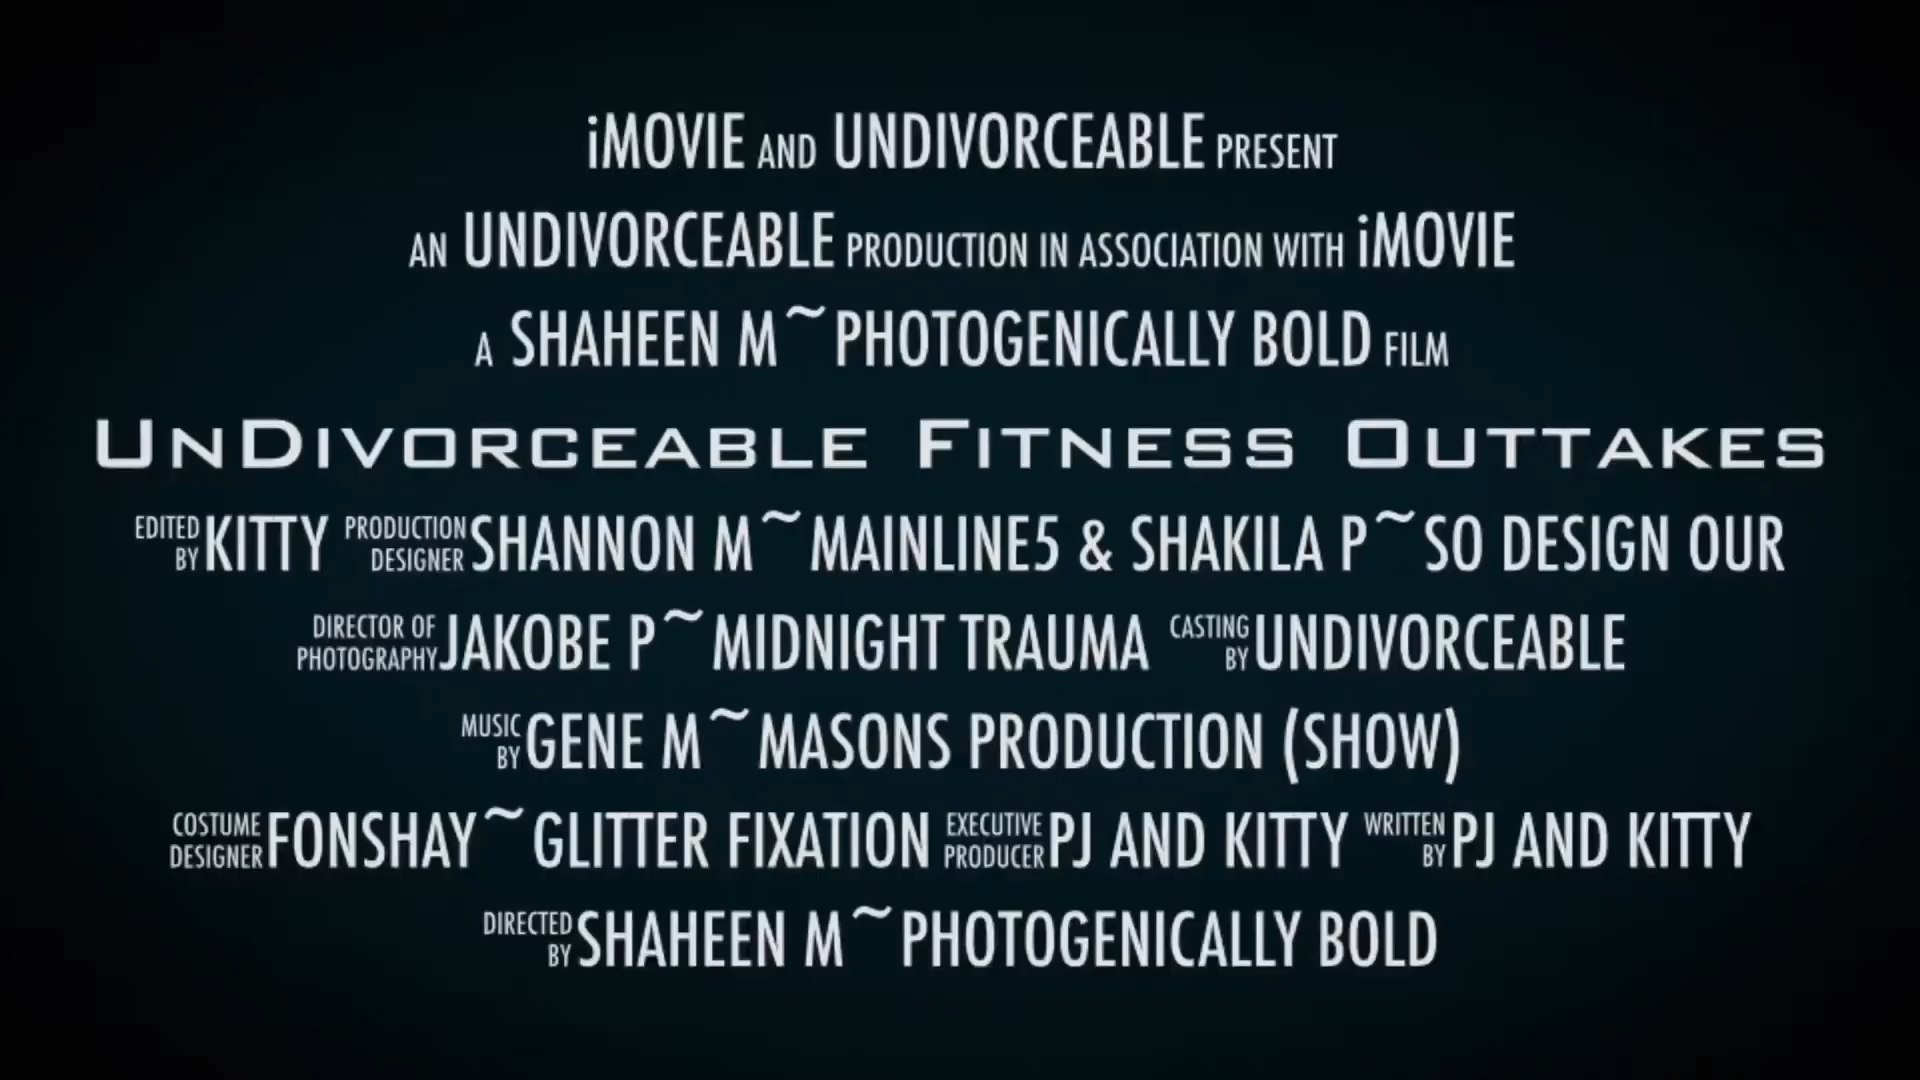 iMOVIE AND UNDIVORCEABLE PRESENT
AN UNDIVORCEABLE PRODUCTION IN ASSOCIATION WITH iMOVIE
A SHAHEEN M~PHOTOGENICALLY BOLD FILM
UNDIVORCEABLE FITNESS OUTTAKES
EDITED BY KITTY PRODUCTION DESIGNER SHANNON M~MAINLINE5 & SHAKILA P~SO DESIGN OUR
DIRECTOR OF PHOTOGRAPHY JAKOBE P~MIDNIGHT TRAUMA CASTING BY UNDIVORCEABLE
MUSIC BY GENE M~MASONS PRODUCTION (SHOW)
COSTUME DESIGNER FONSHAY~GLITTER FIXATION EXECUTIVE PRODUCER PJ AND KITTY WRITTEN BY PJ AND KITTY
DIRECTED BY SHAHEEN M~PHOTOGENICALLY BOLD